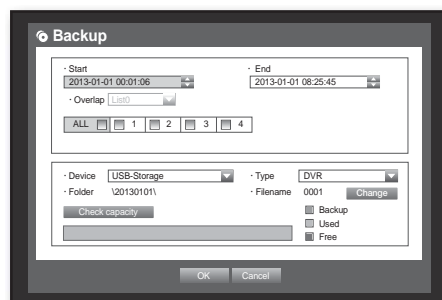 Backup
· Start
· End
2013-01-01 00:01:06
2013-01-01 08:25:45
· Overlap List0
ALL 1 2 3 4
· Device USB-Storage
· Type DVR
· Folder \20130101\
· Filename 0001 Change
Check capacity
Backup
Used
Free
OK Cancel